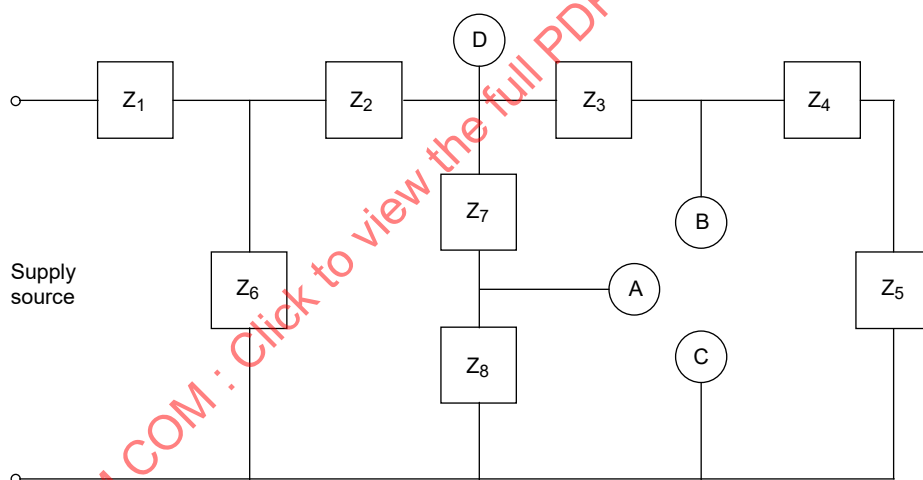 D
Z1
Z2
Z3
Z4
Z7
B
Supply
source
Z6
A
Z5
C
Z8
M.COM : Click to view the full PDF